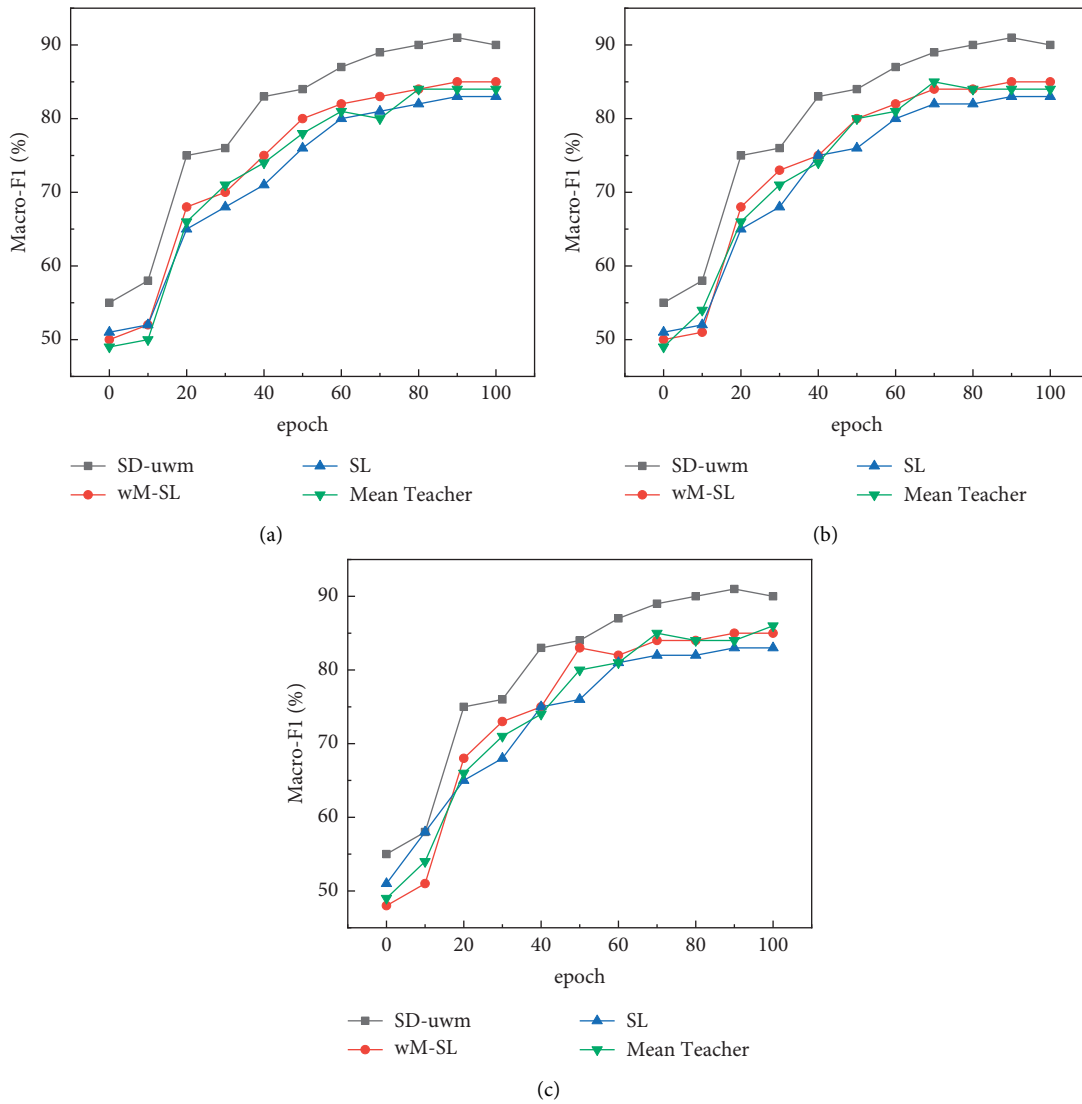 90
80
70
60
50
Macro-F1 (%)
0 20 40 60 80 100
epoch
SD-uwm SL
wM-SL Mean Teacher
(a)
90
80
70
60
50
Macro-F1 (%)
0 20 40 60 80 100
epoch
SD-uwm SL
wM-SL Mean Teacher
(b)
90
80
70
60
50
Macro-F1 (%)
0 20 40 60 80 100
epoch
SD-uwm SL
wM-SL Mean Teacher
(c)